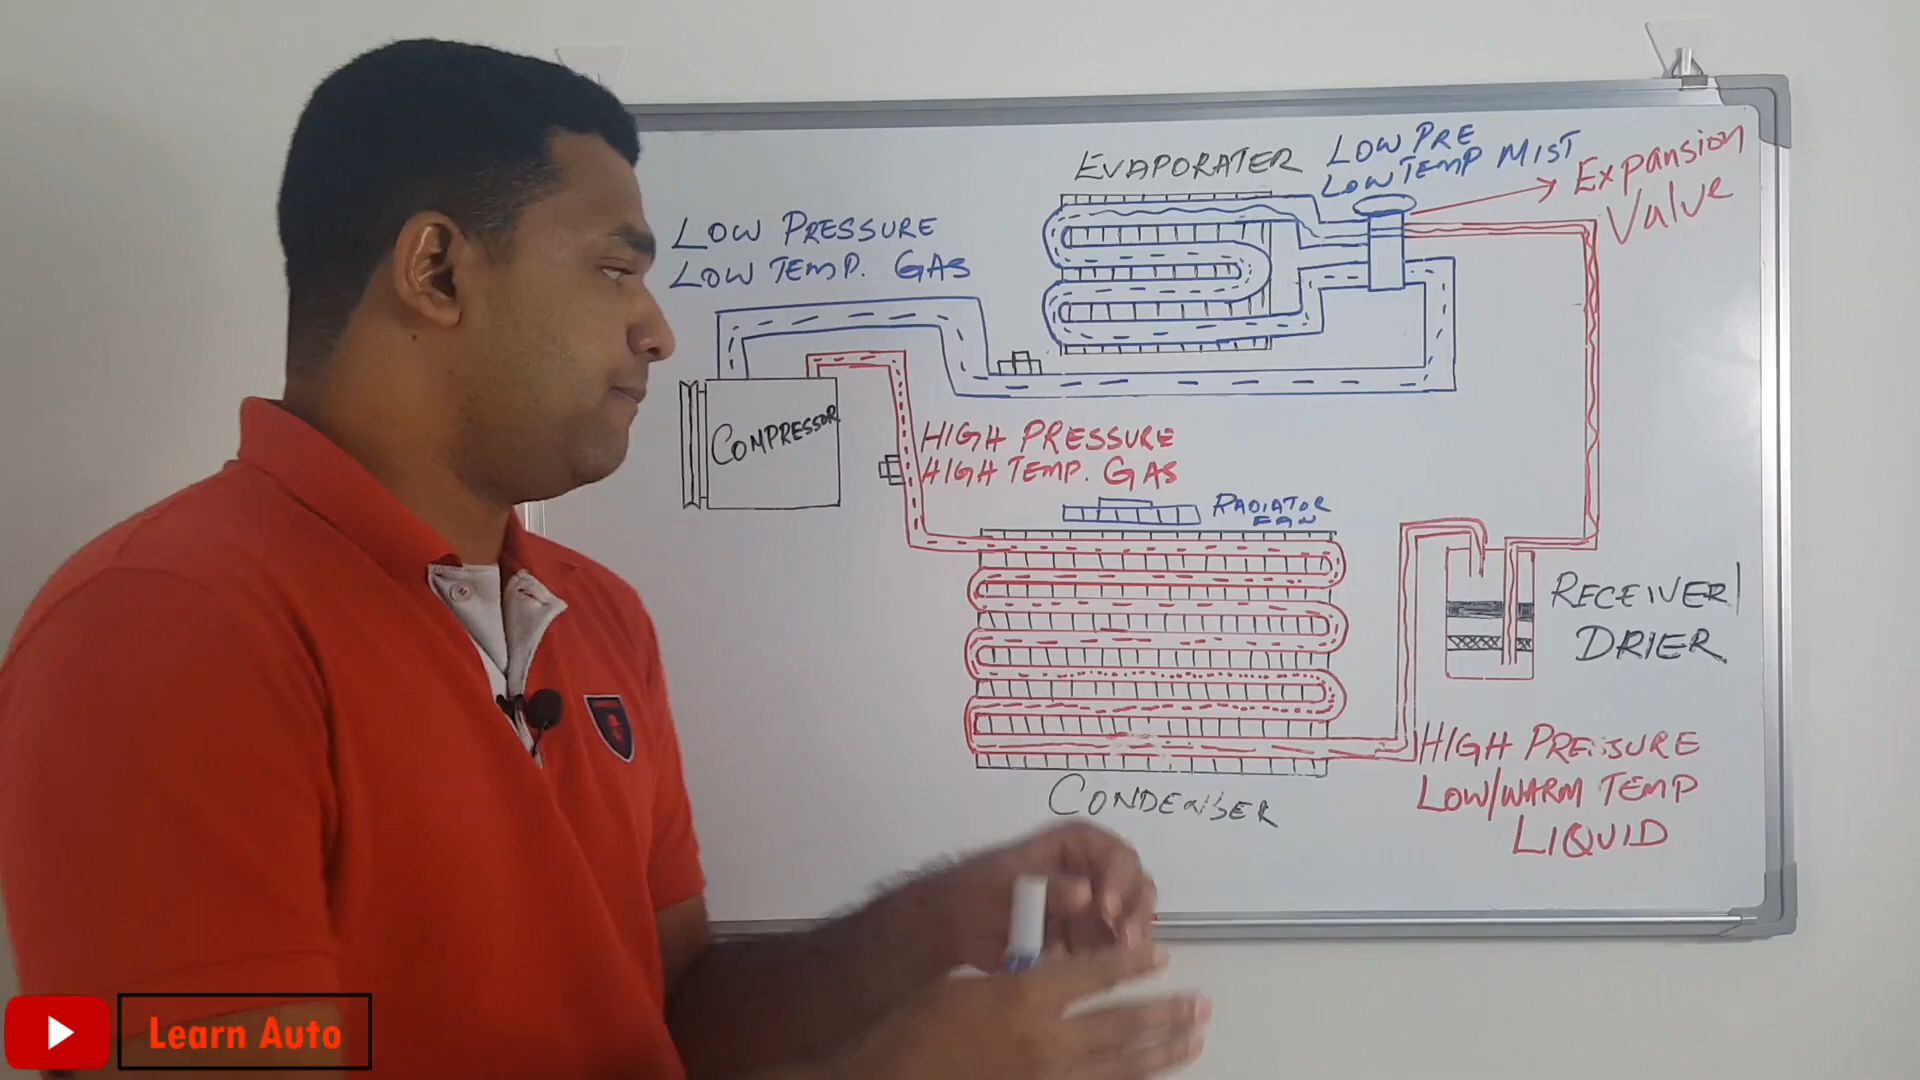 EVAPORATER
LOW PRE
LOW TEMP MIST
Expansion
Valve
LOW PRESSURE
LOW TEMP. GAS
COMPRESSOR
HIGH PRESSURE
HIGH TEMP. GAS
RADIATOR
FAN
RECEIVER/
DRIER
HIGH PRESSURE
LOW/WARM TEMP
LIQUID
CONDENSER
Learn Auto